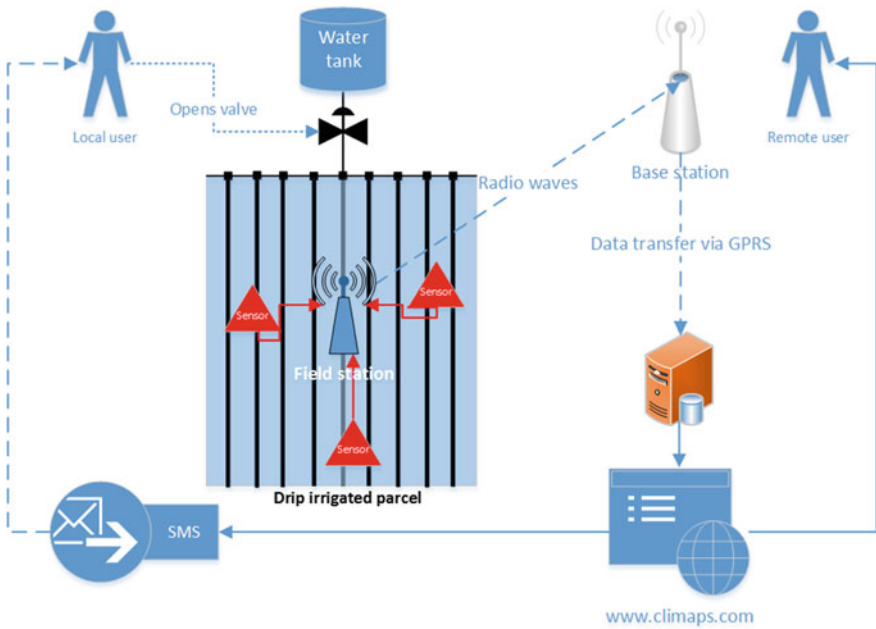 Water
tank
Opens valve
Local user
Remote user
Radio waves
Base station
Data transfer via GPRS
Sensor
Sensor
Field station
Sensor
Drip irrigated parcel
SMS
www.climaps.com